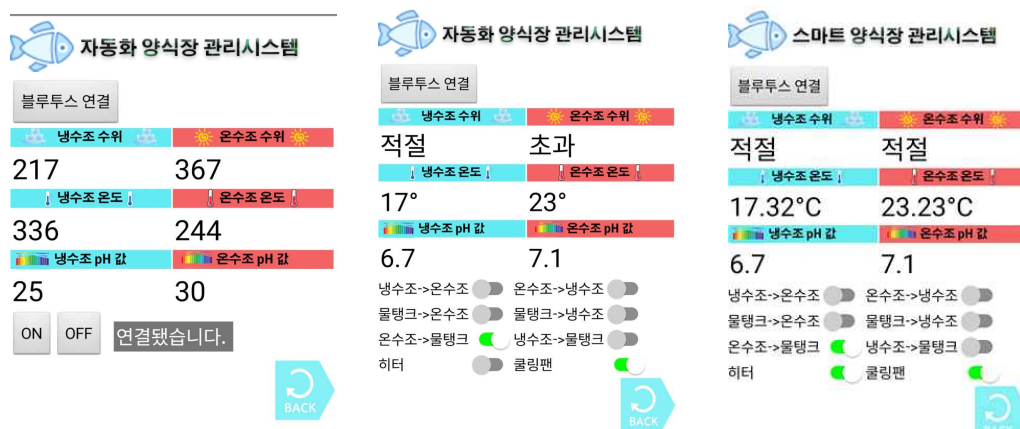 자동화 양식장 관리시스템
블루투스 연결
냉수조 수위 온수조 수위
217 367
냉수조 온도 온수조 온도
336 244
냉수조 pH 값 온수조 pH 값
25 30
ON OFF 연결됐습니다.
BACK
자동화 양식장 관리시스템
블루투스 연결
냉수조 수위 온수조 수위
적절 초과
냉수조 온도 온수조 온도
17° 23°
냉수조 pH 값 온수조 pH 값
6.7 7.1
냉수조->온수조 온수조->냉수조
물탱크->온수조 물탱크->냉수조
온수조->물탱크 냉수조->물탱크
히터 쿨링팬
BACK
스마트 양식장 관리시스템
블루투스 연결
냉수조 수위 온수조 수위
적절 적절
냉수조 온도 온수조 온도
17.32°C 23.23°C
냉수조 pH 값 온수조 pH 값
6.7 7.1
냉수조->온수조 온수조->냉수조
물탱크->온수조 물탱크->냉수조
온수조->물탱크 냉수조->물탱크
히터 쿨링팬
BACK